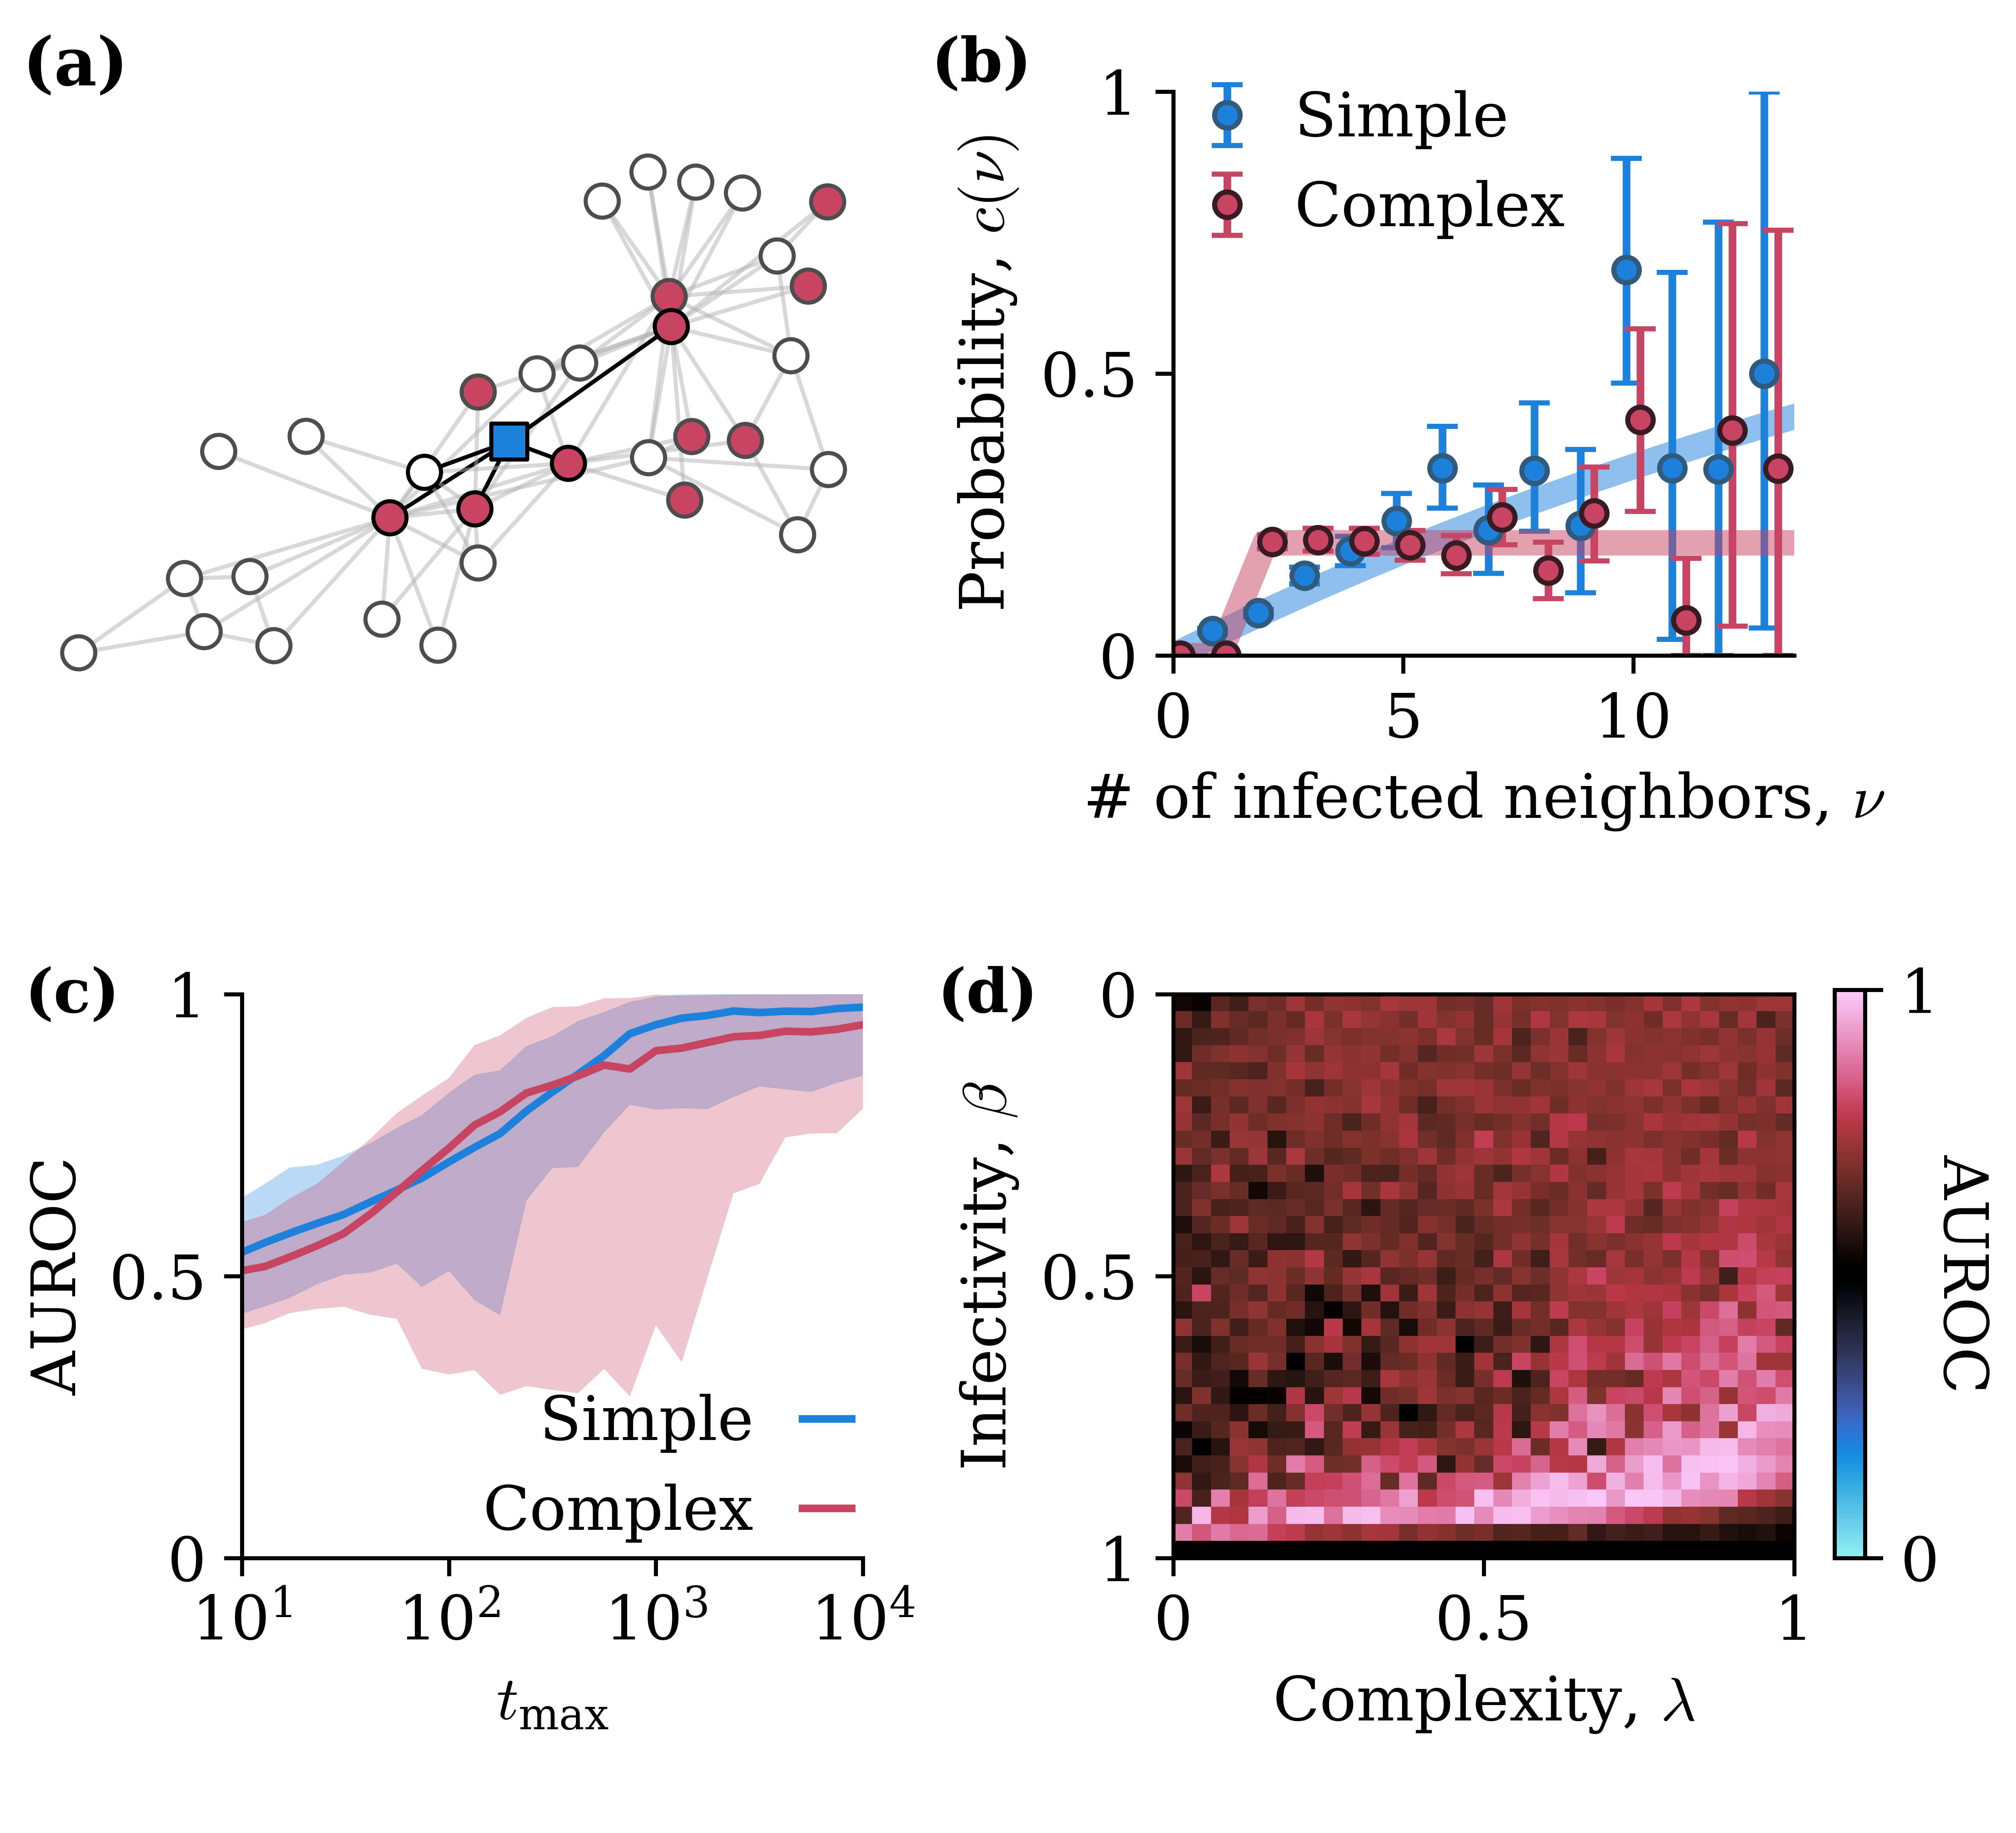 (a)
(b)
1
0.5
0
Probability, c(ν)
Simple
Complex
0 5 10
# of infected neighbors, ν
(c)
1
0.5
0
AUROC
Simple
Complex
10¹ 10² 10³ 10⁴
t_max
(d)
0
0.5
1
Infectivity, β
0 0.5 1
Complexity, λ
1
0
AUROC